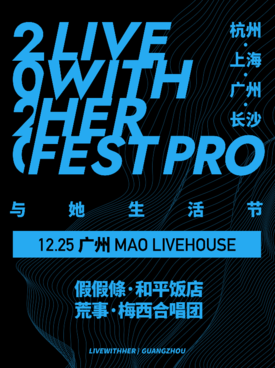 2 LIVE
0 WITH
2 HER
0 FEST PRO
杭州
·
上海
·
广州
·
长沙
与她生活节
12.25 广州 MAO LIVEHOUSE
假假條·和平饭店
荒事·梅西合唱团
LIVEWITHHER / GUANGZHOU